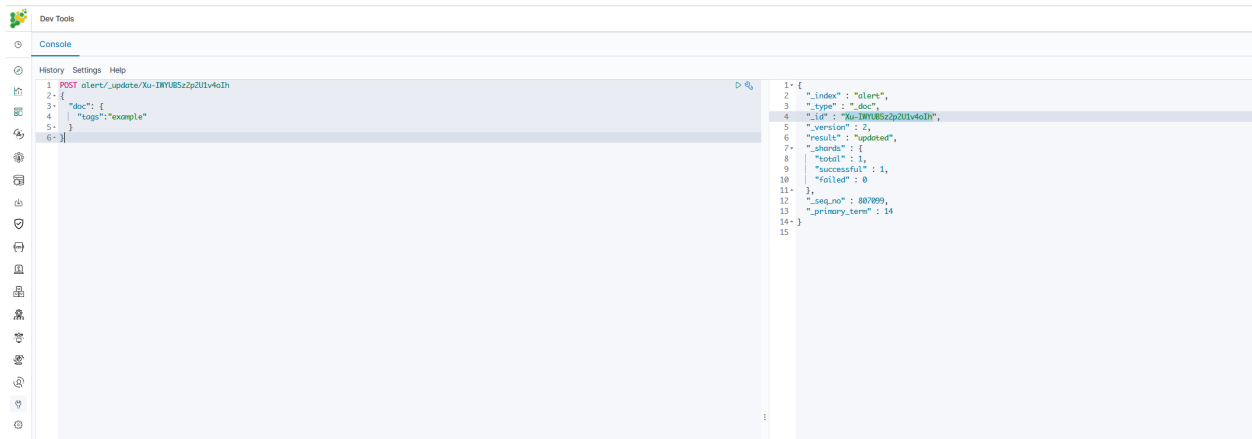 Dev Tools
Console
History Settings Help
1 POST alert/_update/Xu-IWYUB5z2p2U1v4oIh
2 {
3 "doc": {
4 "tags":"example"
5 }
6 }
1 {
2 "_index" : "alert",
3 "_type" : "_doc",
4 "_id" : "Xu-IWYUB5z2p2U1v4oIh",
5 "_version" : 2,
6 "result" : "updated",
7 "_shards" : {
8 "total" : 1,
9 "successful" : 1,
10 "failed" : 0
11 },
12 "_seq_no" : 807099,
13 "_primary_term" : 14
14 }
15